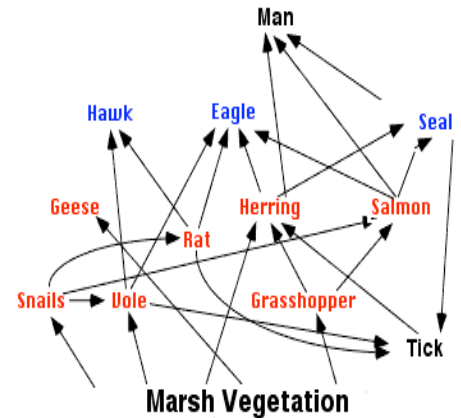 Man
Hawk
Eagle
Seal
Geese
Herring
Salmon
Rat
Snails
Vole
Grasshopper
Tick
Marsh Vegetation